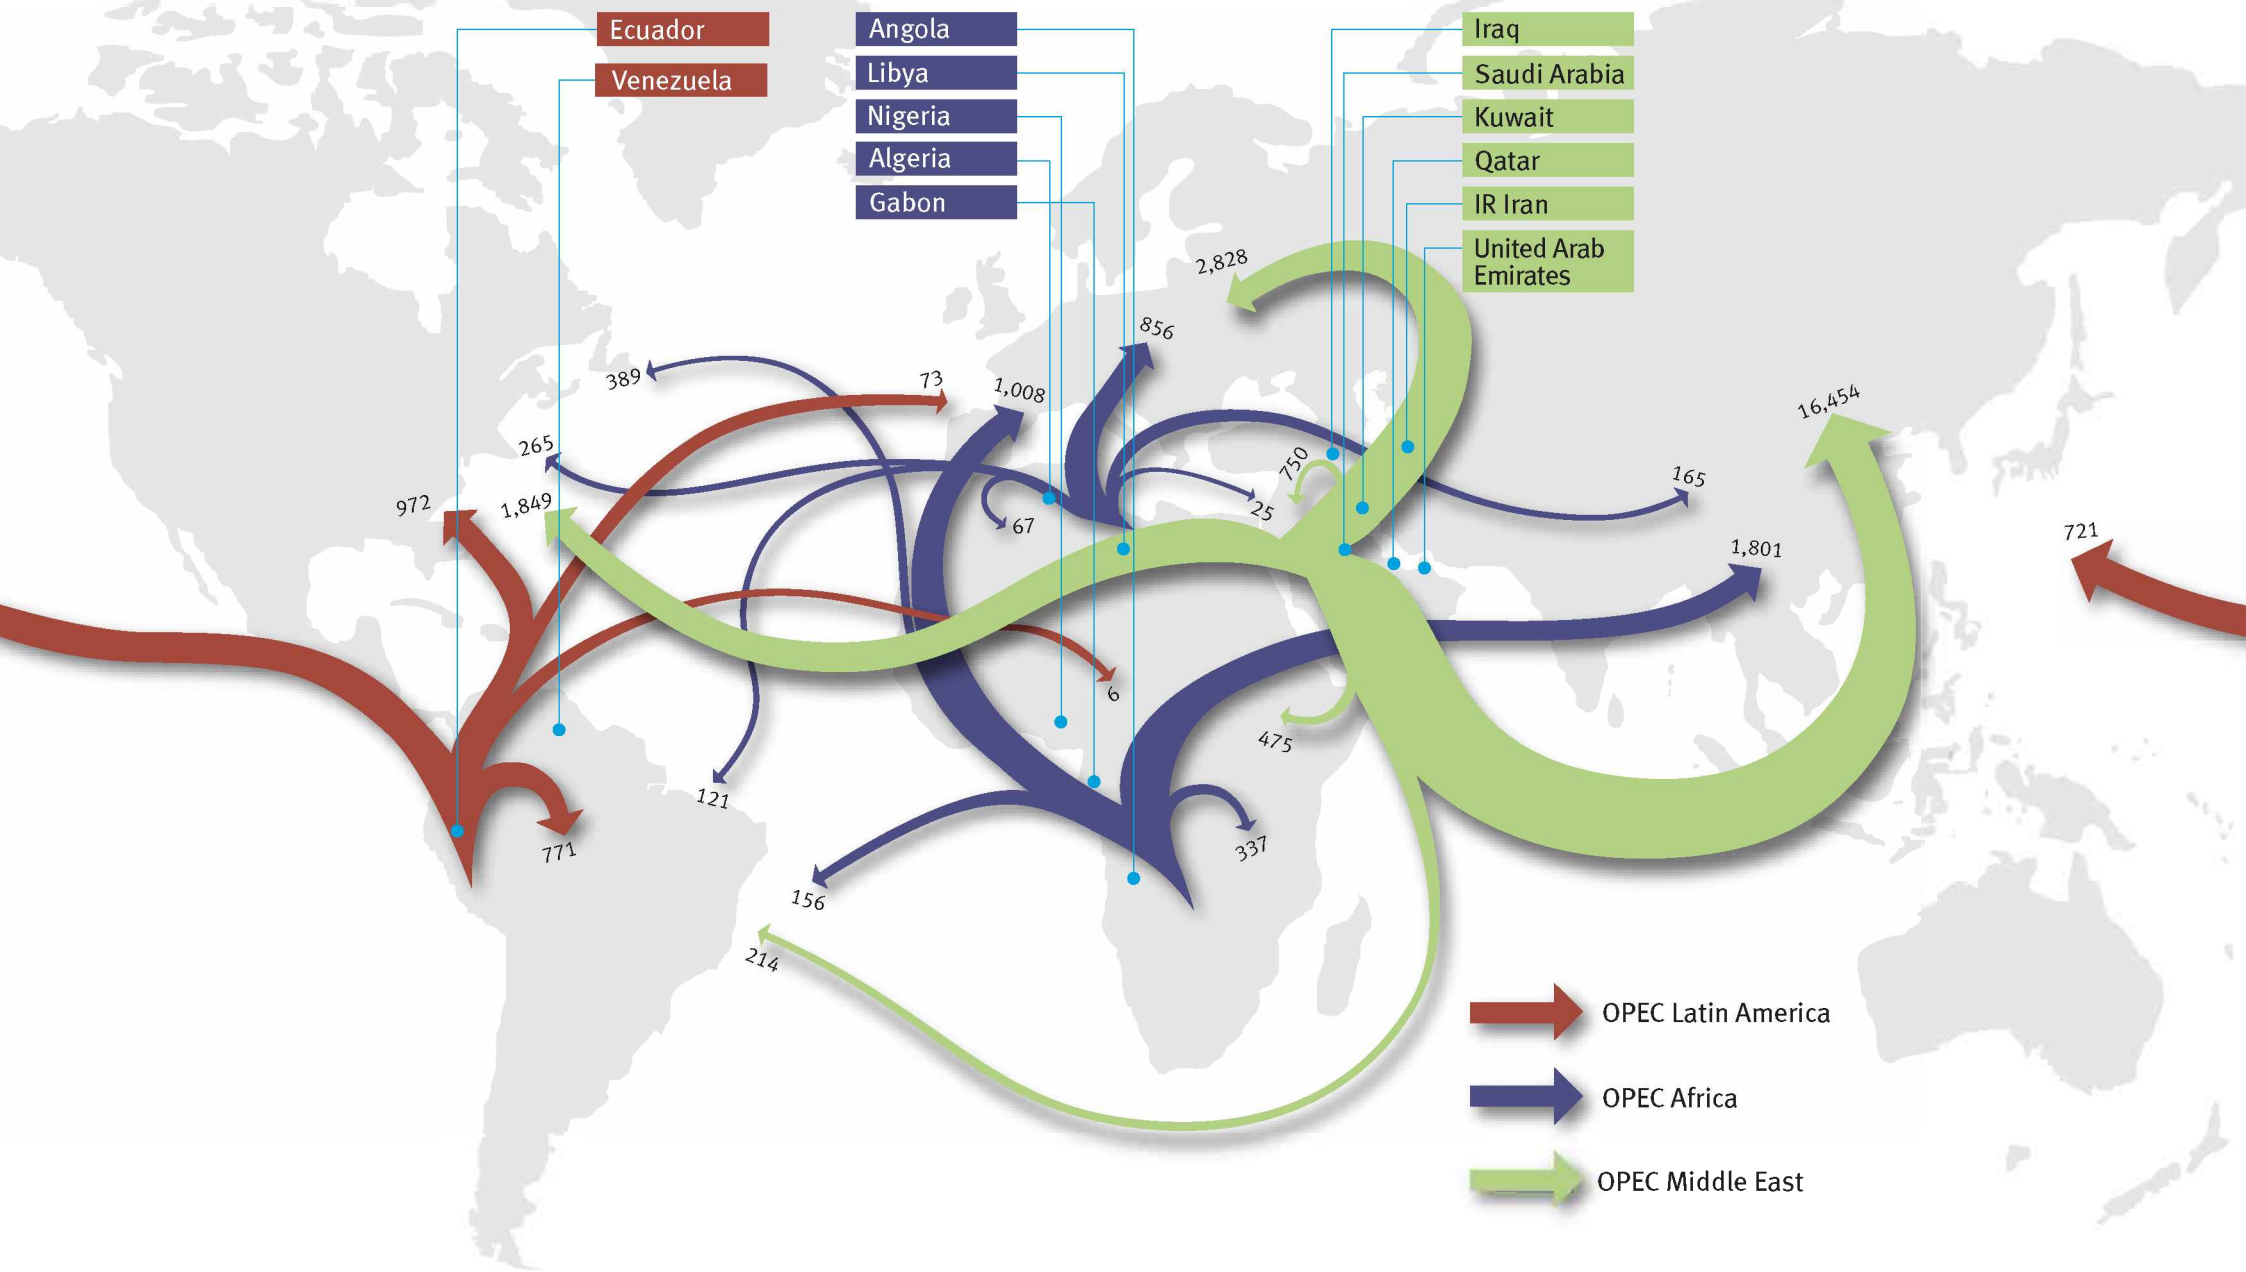 Ecuador
Venezuela
Angola
Libya
Nigeria
Algeria
Gabon
Iraq
Saudi Arabia
Kuwait
Qatar
IR Iran
United Arab
Emirates
2,828
856
389
73
1,008
265
972
1,849
750
25
67
165
16,454
721
1,801
6
475
121
771
337
156
214
OPEC Latin America
OPEC Africa
OPEC Middle East